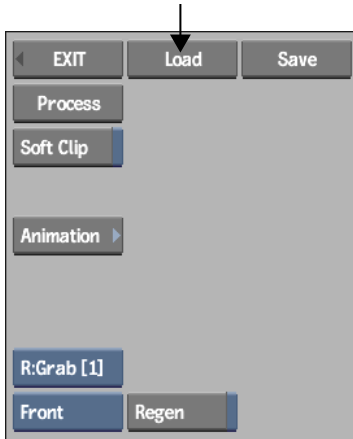 EXIT Load Save
Process
Soft Clip
Animation
R:Grab [1]
Front Regen